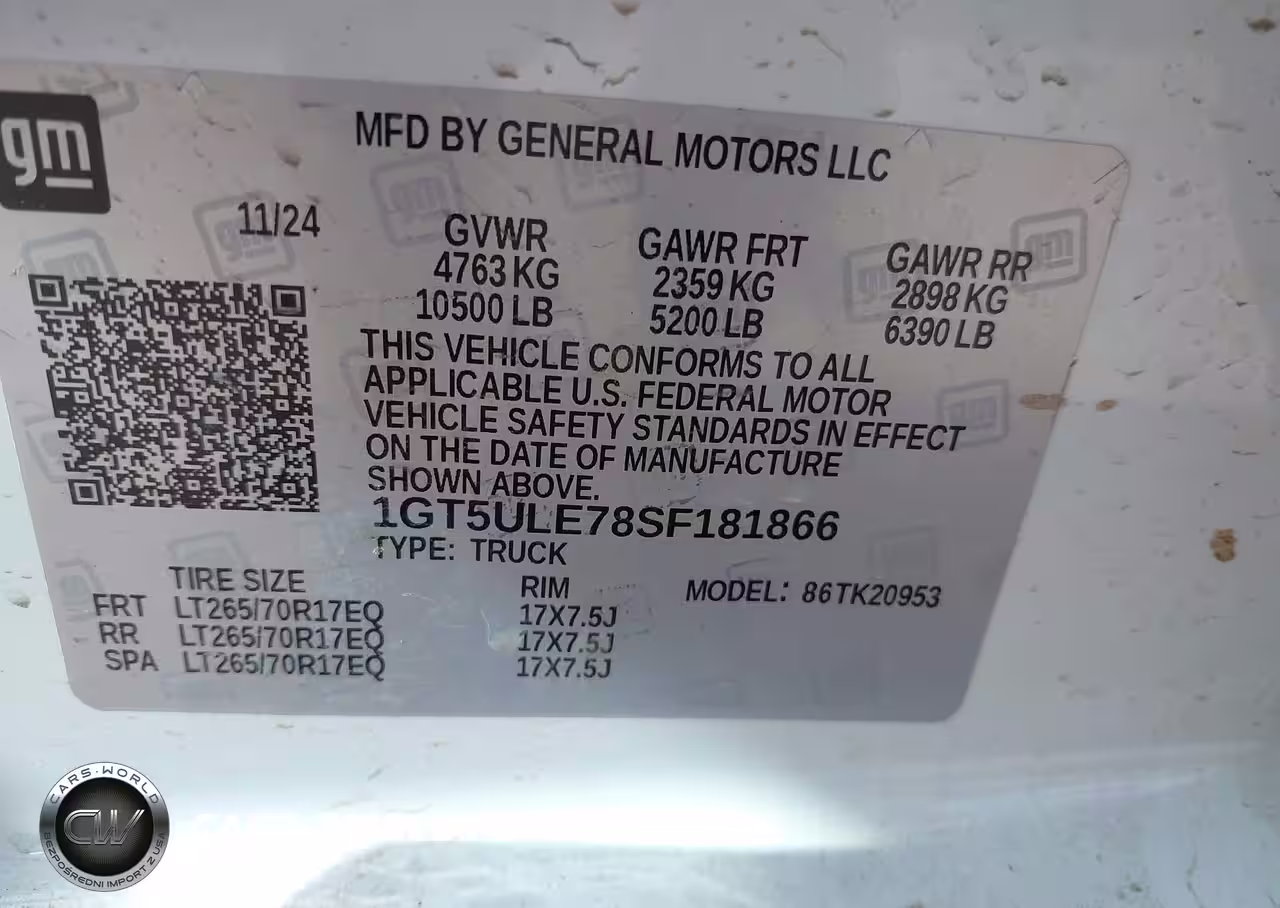 gm
MFD BY GENERAL MOTORS LLC
11/24
GVWR
4763 KG
10500 LB
GAWR FRT
2359 KG
5200 LB
GAWR RR
2898 KG
6390 LB
THIS VEHICLE CONFORMS TO ALL
APPLICABLE U.S. FEDERAL MOTOR
VEHICLE SAFETY STANDARDS IN EFFECT
ON THE DATE OF MANUFACTURE
SHOWN ABOVE.
1GT5ULE78SF181866
TYPE: TRUCK
TIRE SIZE RIM MODEL: 86TK20953
FRT LT265/70R17EQ 17X7.5J
RR LT265/70R17EQ 17X7.5J
SPA LT265/70R17EQ 17X7.5J
CARS·WORLD
CW
BEZPOŚREDNI IMPORT Z USA